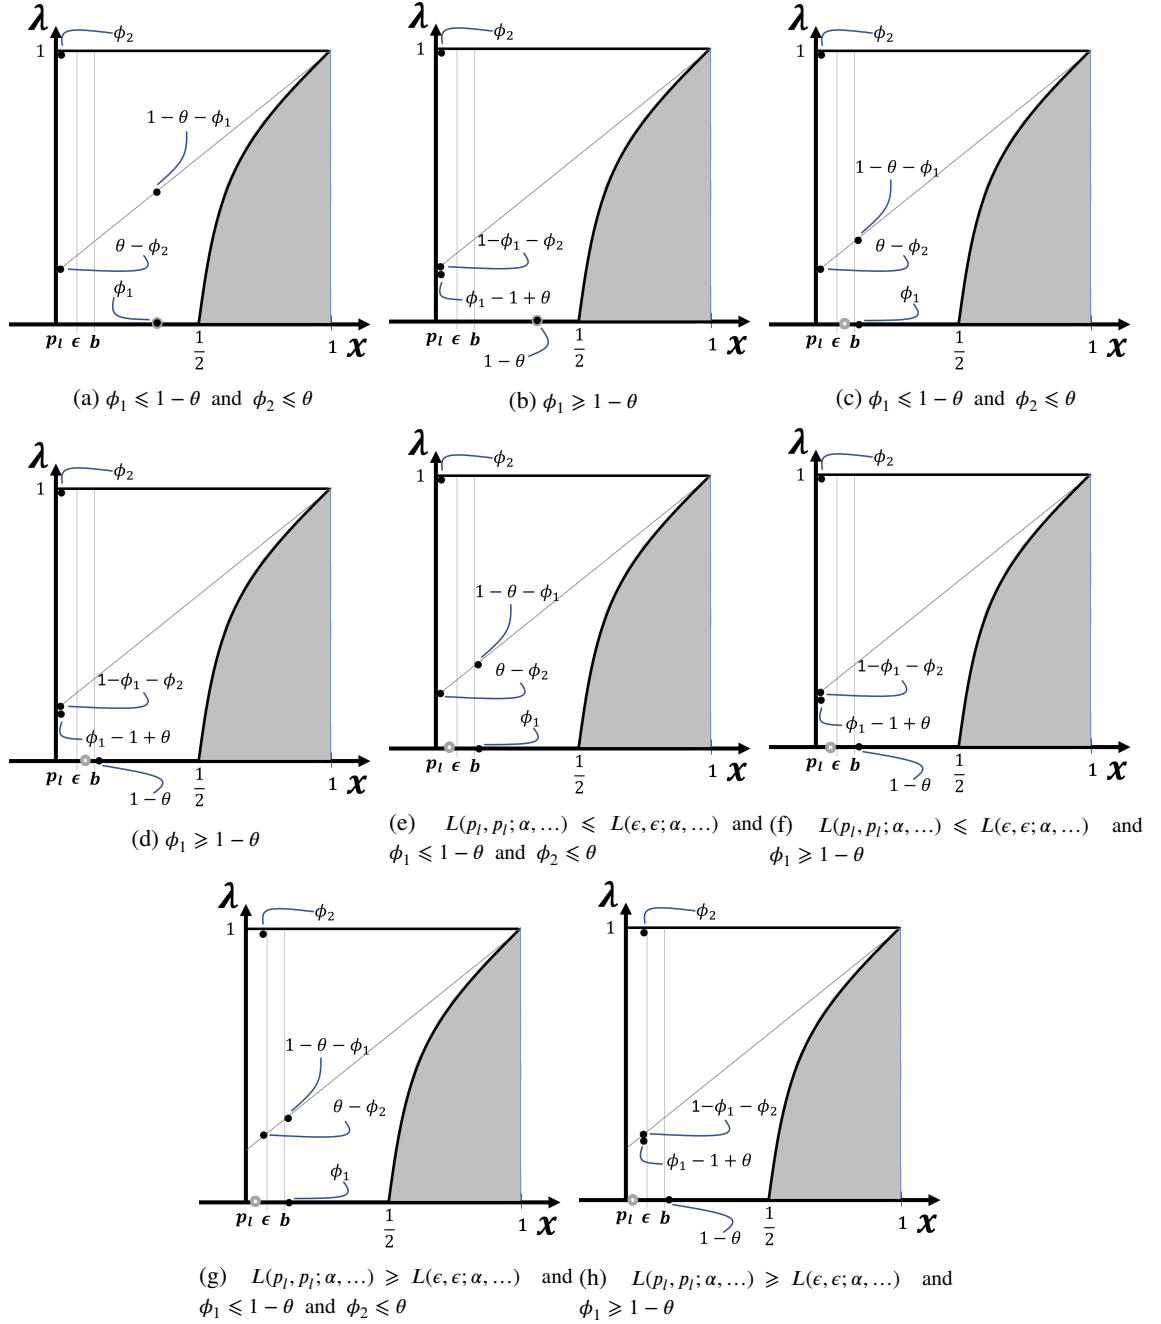 λ
ϕ₂
1
1 − θ − ϕ₁
θ − ϕ₂
ϕ₁
pₗ ϵ b
1/2
1
x
(a) ϕ₁ ⩽ 1 − θ and ϕ₂ ⩽ θ
λ
ϕ₂
1
1−ϕ₁ − ϕ₂
ϕ₁ − 1 + θ
pₗ ϵ b
1 − θ
1/2
1
x
(b) ϕ₁ ⩾ 1 − θ
λ
ϕ₂
1
1 − θ − ϕ₁
θ − ϕ₂
ϕ₁
pₗ ϵ b
1/2
1
x
(c) ϕ₁ ⩽ 1 − θ and ϕ₂ ⩽ θ
λ
ϕ₂
1
1−ϕ₁ − ϕ₂
ϕ₁ − 1 + θ
pₗ ϵ b
1 − θ
1/2
1
x
(d) ϕ₁ ⩾ 1 − θ
λ
ϕ₂
1
1 − θ − ϕ₁
θ − ϕ₂
ϕ₁
pₗ ϵ b
1/2
1
x
(e) L(pₗ, pₗ; α, …) ⩽ L(ϵ, ϵ; α, …) and
ϕ₁ ⩽ 1 − θ and ϕ₂ ⩽ θ
λ
ϕ₂
1
1−ϕ₁ − ϕ₂
ϕ₁ − 1 + θ
pₗ ϵ b
1 − θ
1/2
1
x
(f) L(pₗ, pₗ; α, …) ⩽ L(ϵ, ϵ; α, …) and
ϕ₁ ⩾ 1 − θ
λ
ϕ₂
1
1 − θ − ϕ₁
θ − ϕ₂
ϕ₁
pₗ ϵ b
1/2
1
x
(g) L(pₗ, pₗ; α, …) ⩾ L(ϵ, ϵ; α, …) and
ϕ₁ ⩽ 1 − θ and ϕ₂ ⩽ θ
λ
ϕ₂
1
1−ϕ₁ − ϕ₂
ϕ₁ − 1 + θ
pₗ ϵ b
1 − θ
1/2
1
x
(h) L(pₗ, pₗ; α, …) ⩾ L(ϵ, ϵ; α, …) and
ϕ₁ ⩾ 1 − θ